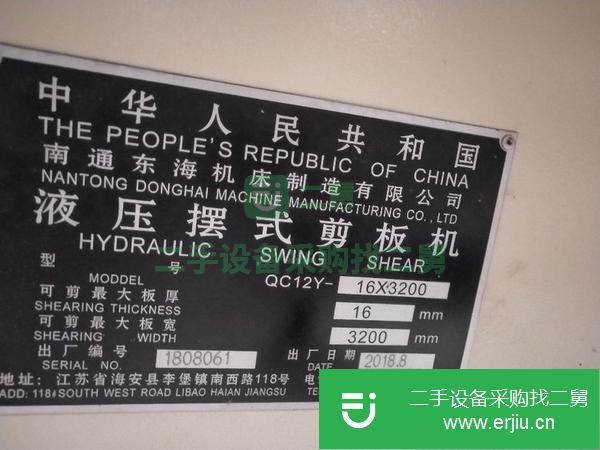 中华人民共和国
THE PEOPLE'S REPUBLIC OF CHINA
南通东海机床制造有限公司
NANTONG DONGHAI MACHINE MANUFACTURING CO., LTD
液压摆式剪板机
HYDRAULIC SWING SHEAR
型 号
MODDEL QC12Y- 16X3200
可剪最大板厚
SHEARING THICKNESS 16 mm
可剪最大板宽
SHEARING WIDTH 3200 mm
出厂编号 1808061 出厂日期 2018.8
SERIAL NO. DATE
地址: 江苏省海安县李堡镇南西路118号 电
ADD: 118# SOUTH WEST ROAD LIBAO HAIAN JIANGSU TE
二手设备采购找二舅
二手设备采购找二舅
www.erjiu.cn